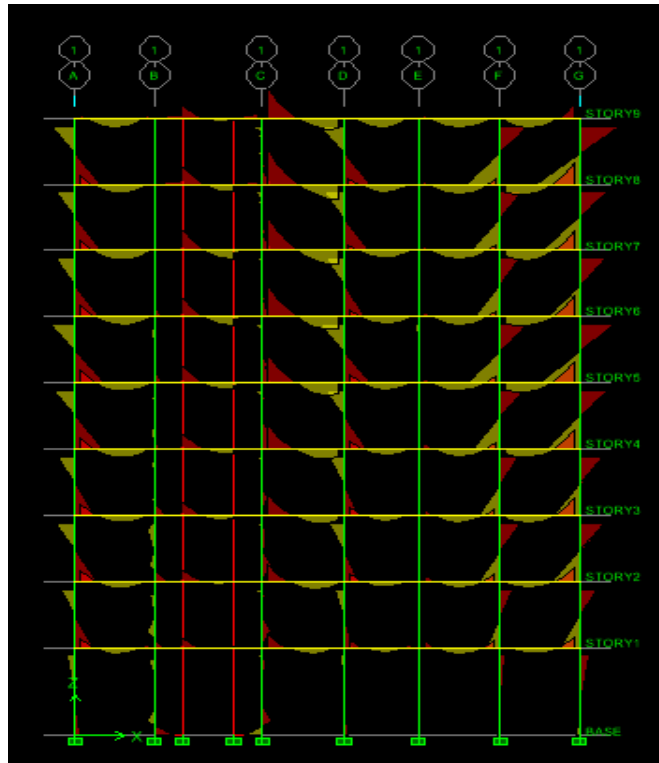 1 1 1 1 1 1 1
A B C D E F G
STORY9
STORY8
STORY7
STORY6
STORY5
STORY4
STORY3
STORY2
STORY1
Z
X
BASE